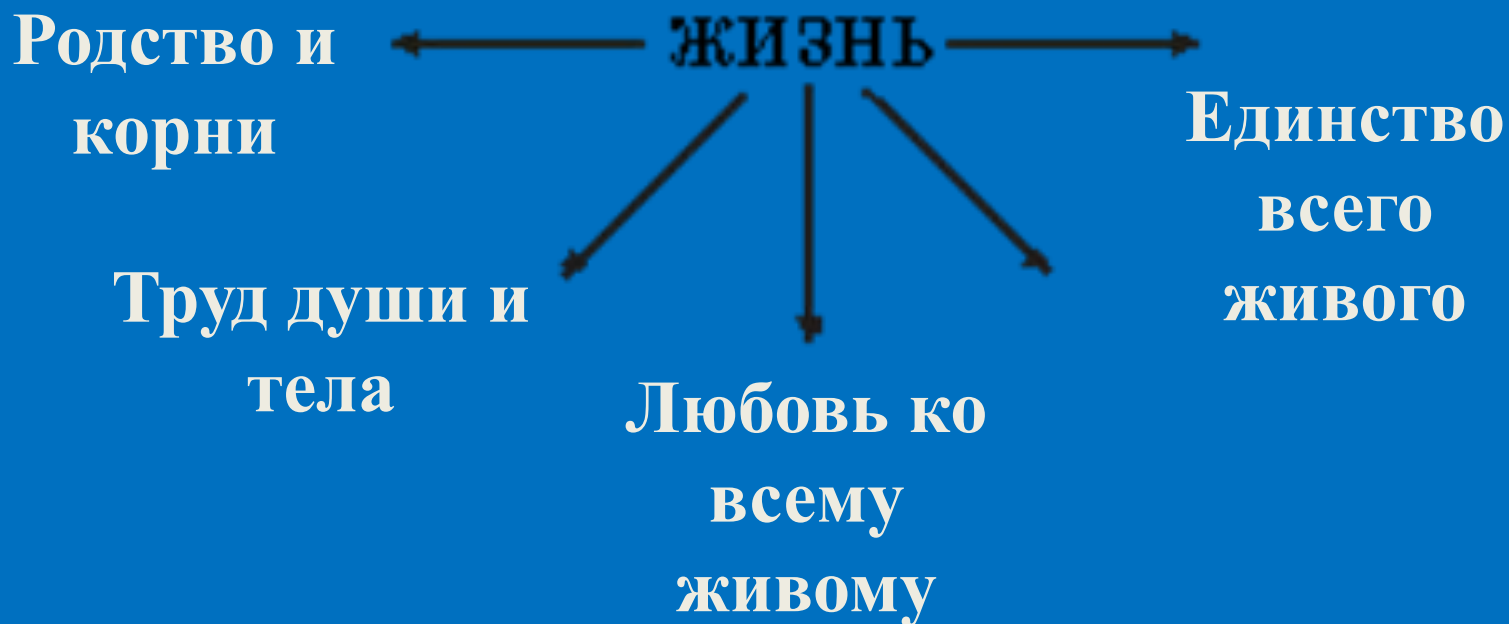 жизнь
Родство и
корни
Труд души и
тела
Любовь ко
всему
живому
Единство
всего
живого